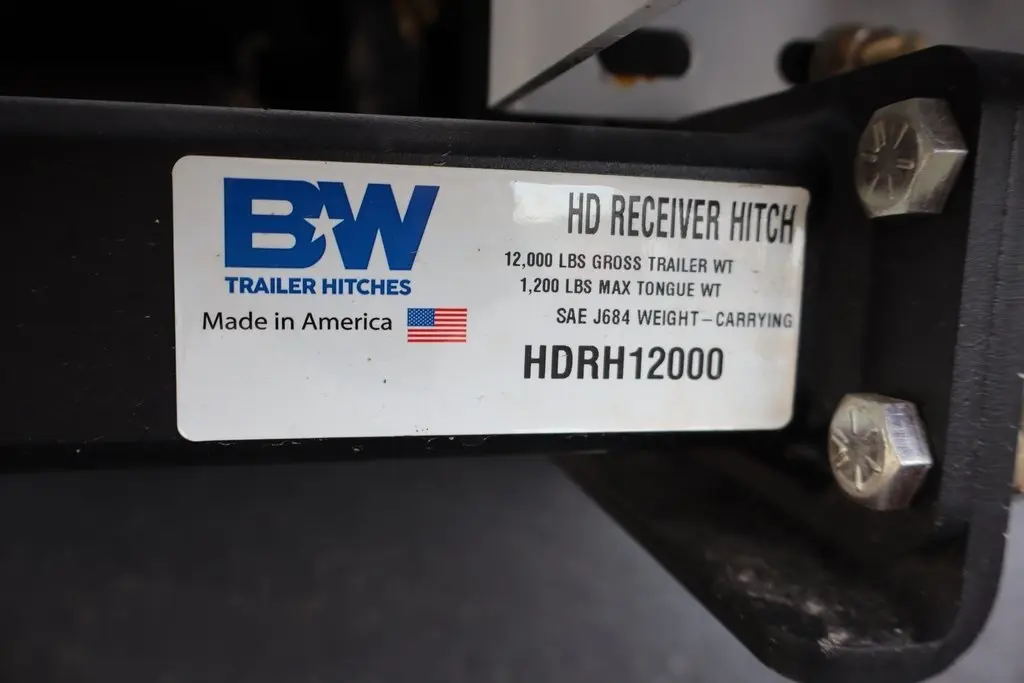 BW
TRAILER HITCHES
Made in America
HD RECEIVER HITCH
12,000 LBS GROSS TRAILER WT
1,200 LBS MAX TONGUE WT
SAE J684 WEIGHT-CARRYING
HDRH12000